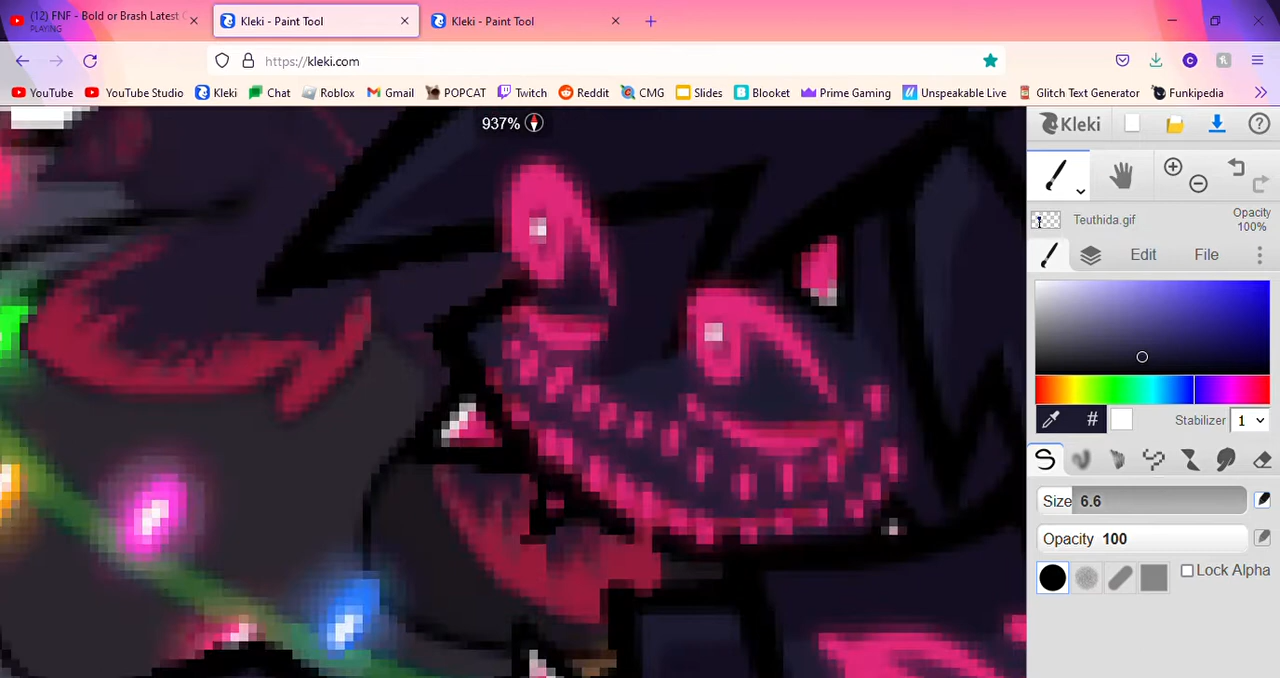 (12) FNF - Bold or Brash Latest
PLAYING
Kleki - Paint Tool
Kleki - Paint Tool
https://kleki.com
YouTube YouTube Studio Kleki Chat Roblox Gmail POPCAT Twitch Reddit CMG Slides Blooket Prime Gaming Unspeakable Live Glitch Text Generator Funkipedia
937%
Kleki
Teuthida.gif
Opacity
100%
Edit File
# Stabilizer 1
Size 6.6
Opacity 100
Lock Alpha